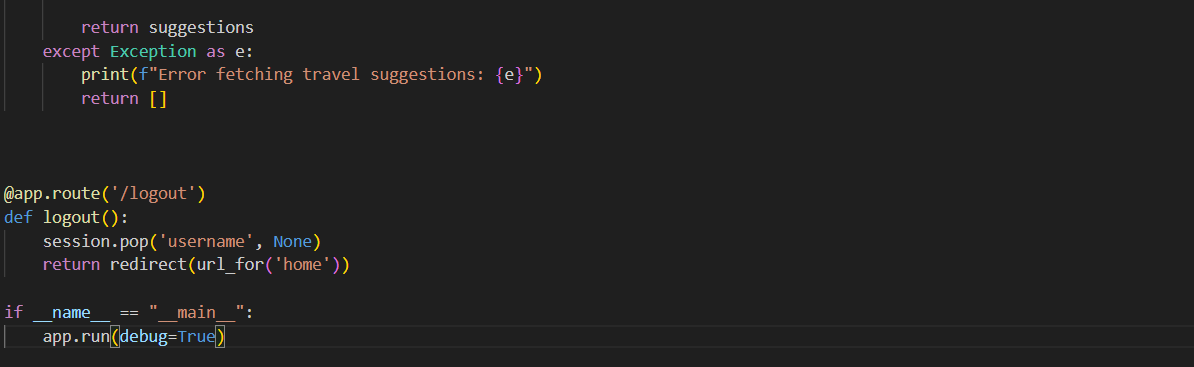 return suggestions
except Exception as e:
print(f"Error fetching travel suggestions: {e}")
return []
@app.route('/logout')
def logout():
session.pop('username', None)
return redirect(url_for('home'))
if __name__ == "__main__":
app.run(debug=True)